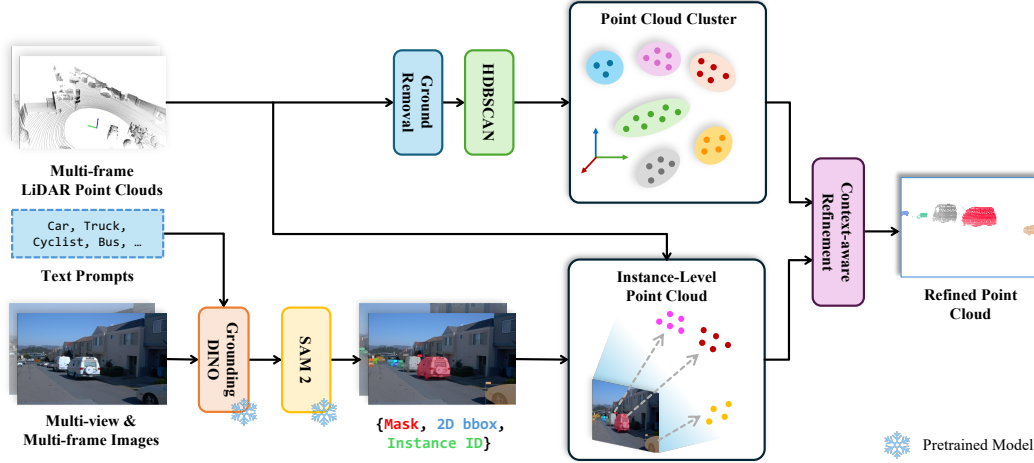 Point Cloud Cluster
Ground
Removal
HDBSCAN
Multi-frame
LiDAR Point Clouds
Car, Truck,
Cyclist, Bus, …
Text Prompts
Context-aware
Refinement
Refined Point
Cloud
Instance-Level
Point Cloud
Grounding
DINO
SAM 2
Multi-view &
Multi-frame Images
{Mask, 2D bbox,
Instance ID}
Pretrained Model